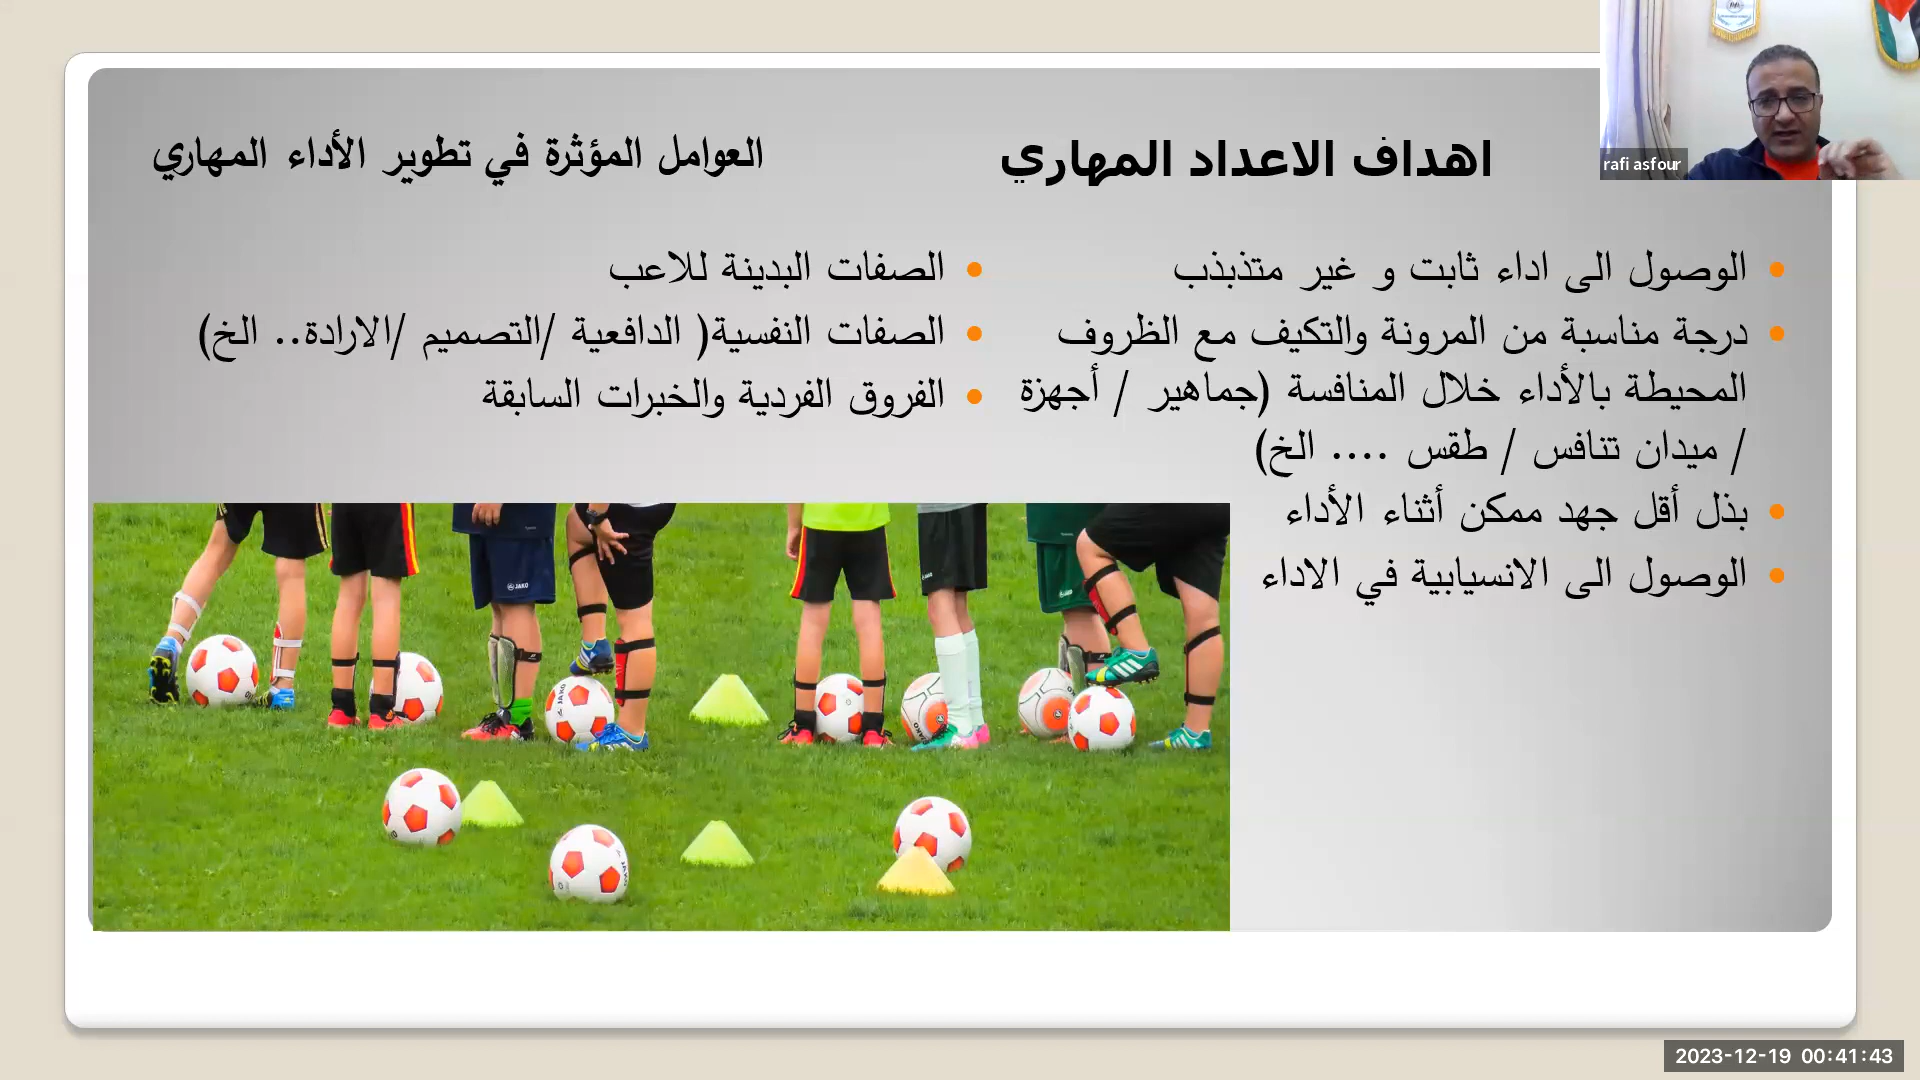 اهداف الاعداد المهاري
الوصول الى اداء ثابت و غير متذبذب
درجة مناسبة من المرونة والتكيف مع الظروف
المحيطة بالأداء خلال المنافسة (جماهير / أجهزة
/ ميدان تنافس / طقس .... الخ)
بذل أقل جهد ممكن أثناء الأداء
الوصول الى الانسيابية في الاداء
العوامل المؤثرة في تطوير الأداء المهاري
الصفات البدينة للاعب
الصفات النفسية( الدافعية /التصميم /الارادة.. الخ)
الفروق الفردية والخبرات السابقة
rafi asfour
JAKO
JAKO
2023-12-19 00:41:43